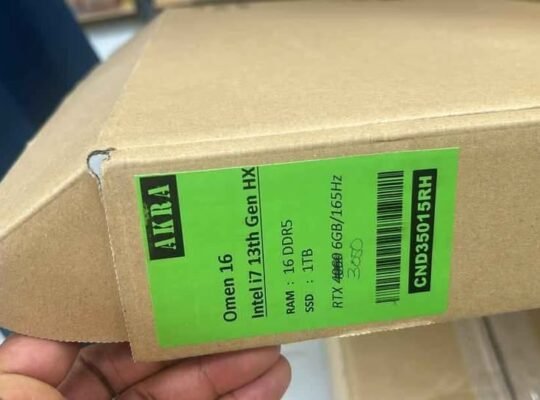 AKRA
Omen 16
Intel i7 13th Gen HX
RAM : 16 DDR5
SSD : 1TB
RTX 4060 6GB/165Hz
3050
CND35015RH